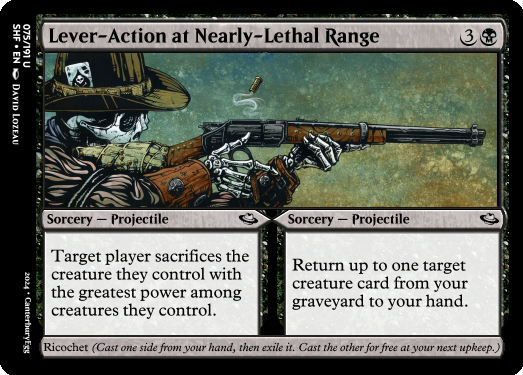 Lever-Action at Nearly-Lethal Range
3
Sorcery — Projectile
Target player sacrifices the
creature they control with
the greatest power among
creatures they control.
Sorcery — Projectile
Return up to one target
creature card from your
graveyard to your hand.
Ricochet (Cast one side from your hand, then exile it. Cast the other for free at your next upkeep.)
075/191 U
SHF • EN DAVID LOZEAU
2024 • CanterburyEgg
A